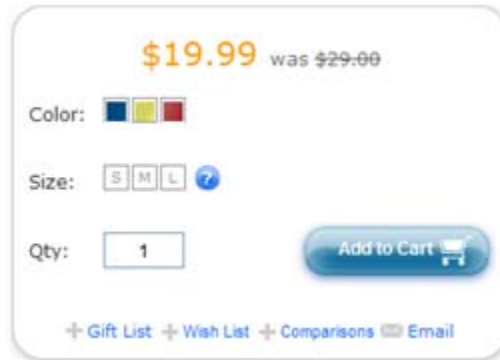 $19.99 was $29.00
Color:
Size: S M L ?
Qty: 1 Add to Cart
Gift List Wish List Comparisons Email